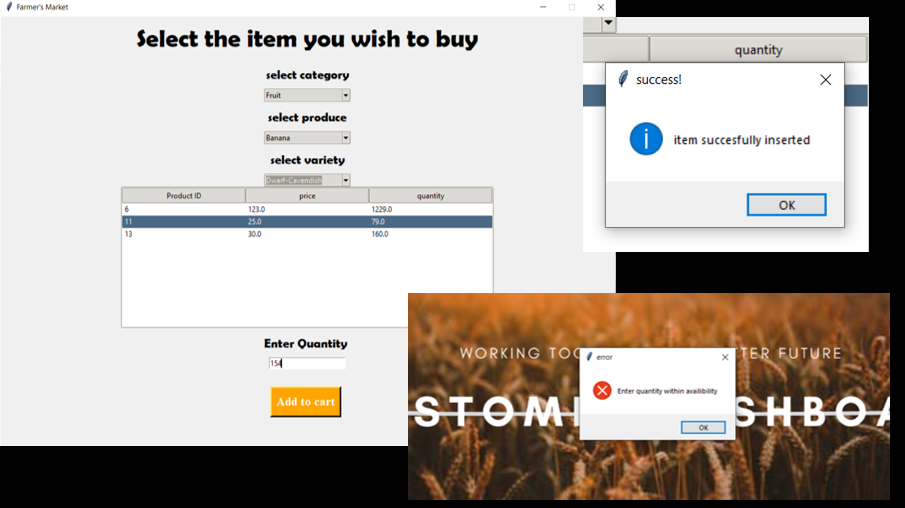 Farmer's Market
Select the item you wish to buy
select category
Fruit
select produce
Banana
select variety
Dwarf-Cavendish
Product ID price quantity
6 123.0 1229.0
11 25.0 79.0
13 30.0 160.0
Enter Quantity
154
Add to cart
quantity
success!
item succesfully inserted
OK
WORKING TOG TER FUTURE
error
Enter quantity within availibility
STOM SHBOA
OK